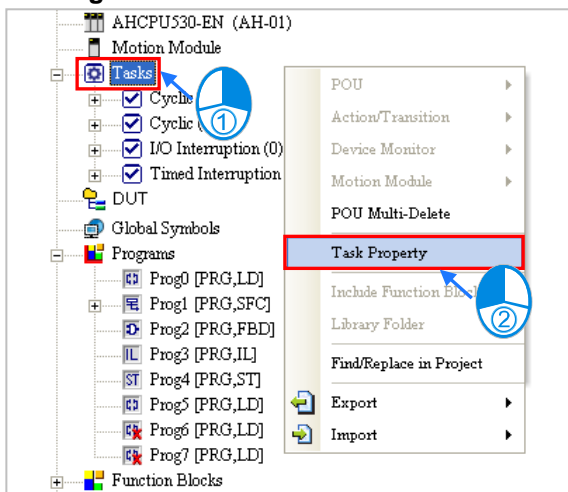 AHCPU530-EN (AH-01)
Motion Module
Tasks
Cyclic
Cyclic (
I/O Interruption (0)
Timed Interruption
DUT
Global Symbols
Programs
Prog0 [PRG,LD]
Prog1 [PRG,SFC]
Prog2 [PRG,FBD]
IL Prog3 [PRG,IL]
ST Prog4 [PRG,ST]
Prog5 [PRG,LD]
Prog6 [PRG,LD]
Prog7 [PRG,LD]
Function Blocks
①
POU
Action/Transition
Device Monitor
Motion Module
POU Multi-Delete
Task Property
Include Function Block
②
Library Folder
Find/Replace in Project
Export
Import